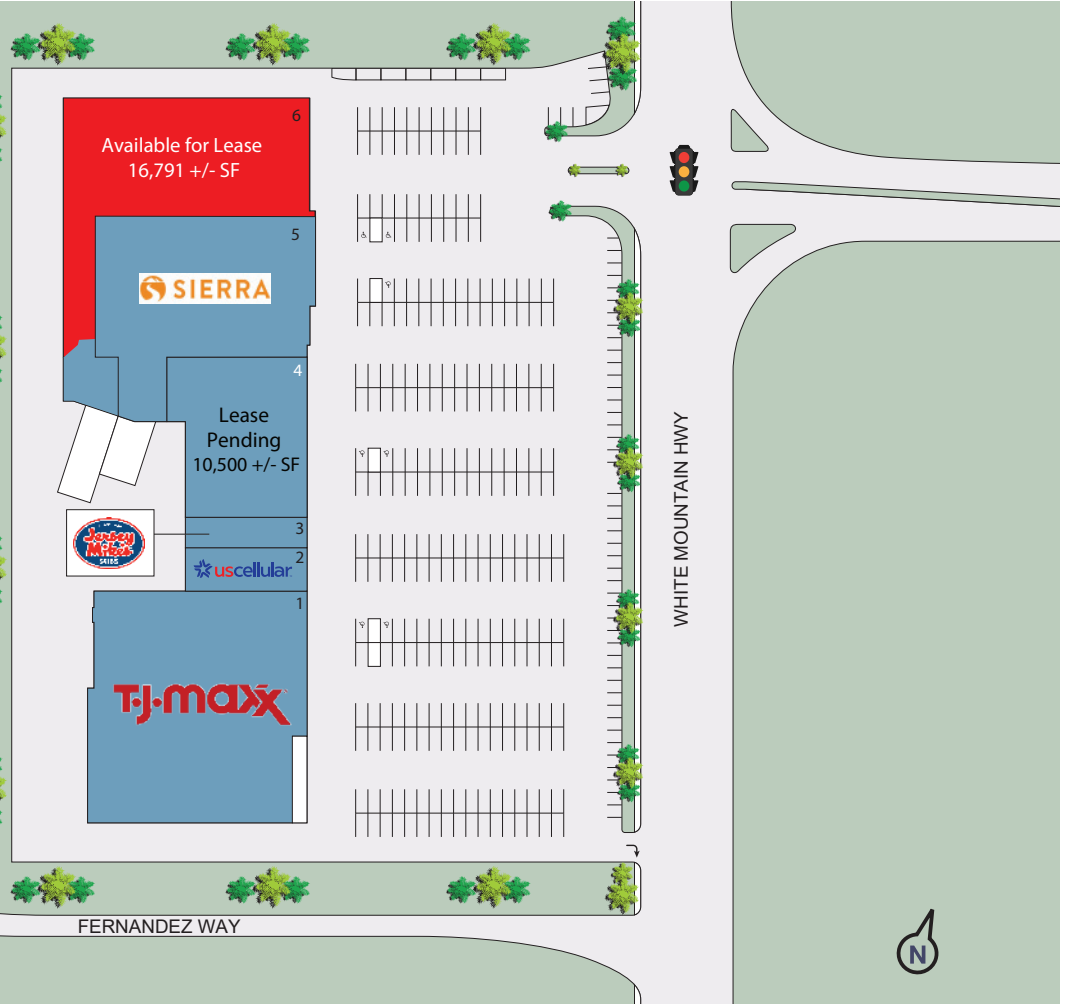 6
Available for Lease
16,791 +/- SF
5
SIERRA
4
Lease
Pending
10,500 +/- SF
3
Jersey
Mike's
SUBS
2
uscellular
1
T.J.maxx
WHITE MOUNTAIN HWY
FERNANDEZ WAY
N